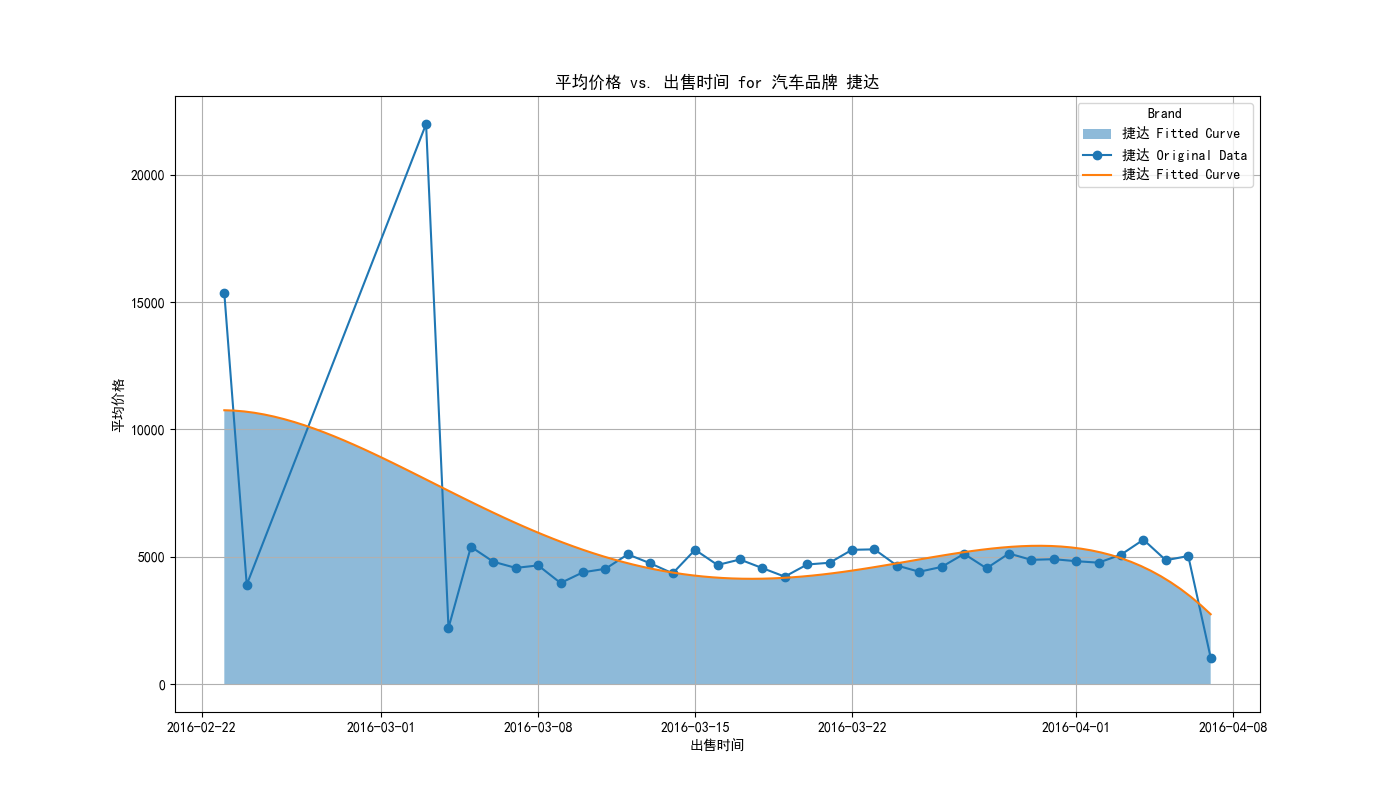 平均价格 vs. 出售时间 for 汽车品牌 捷达
Brand
捷达 Fitted Curve
捷达 Original Data
捷达 Fitted Curve
平均价格
20000
15000
10000
5000
0
2016-02-22
2016-03-01
2016-03-08
2016-03-15
2016-03-22
2016-04-01
2016-04-08
出售时间